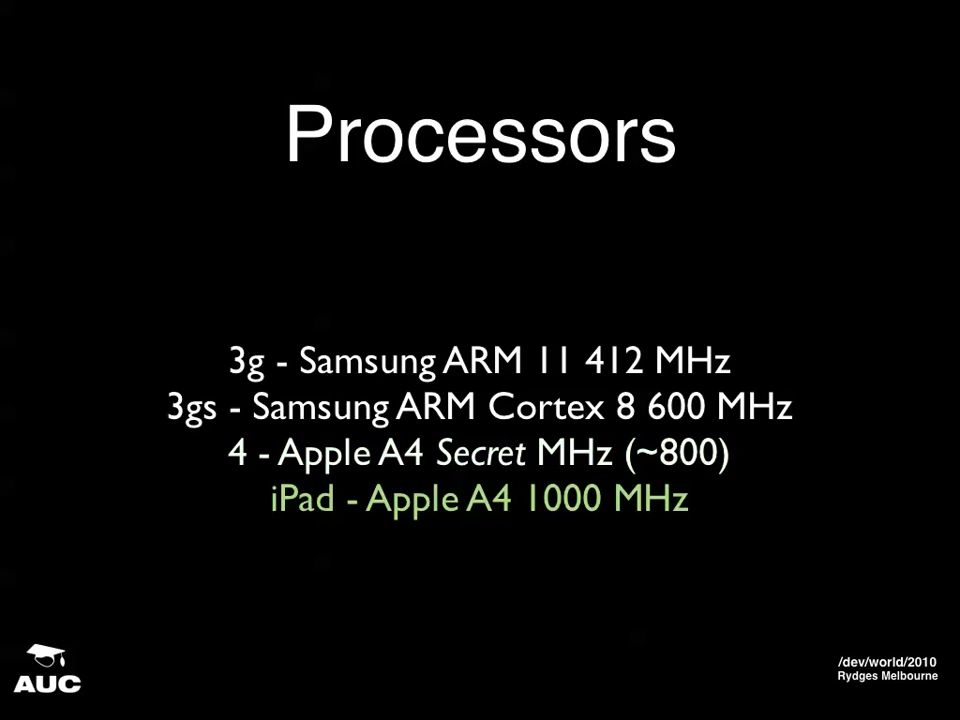 Processors
3g - Samsung ARM 11 412 MHz
3gs - Samsung ARM Cortex 8 600 MHz
4 - Apple A4 Secret MHz (~800)
iPad - Apple A4 1000 MHz
AUC
/dev/world/2010
Rydges Melbourne